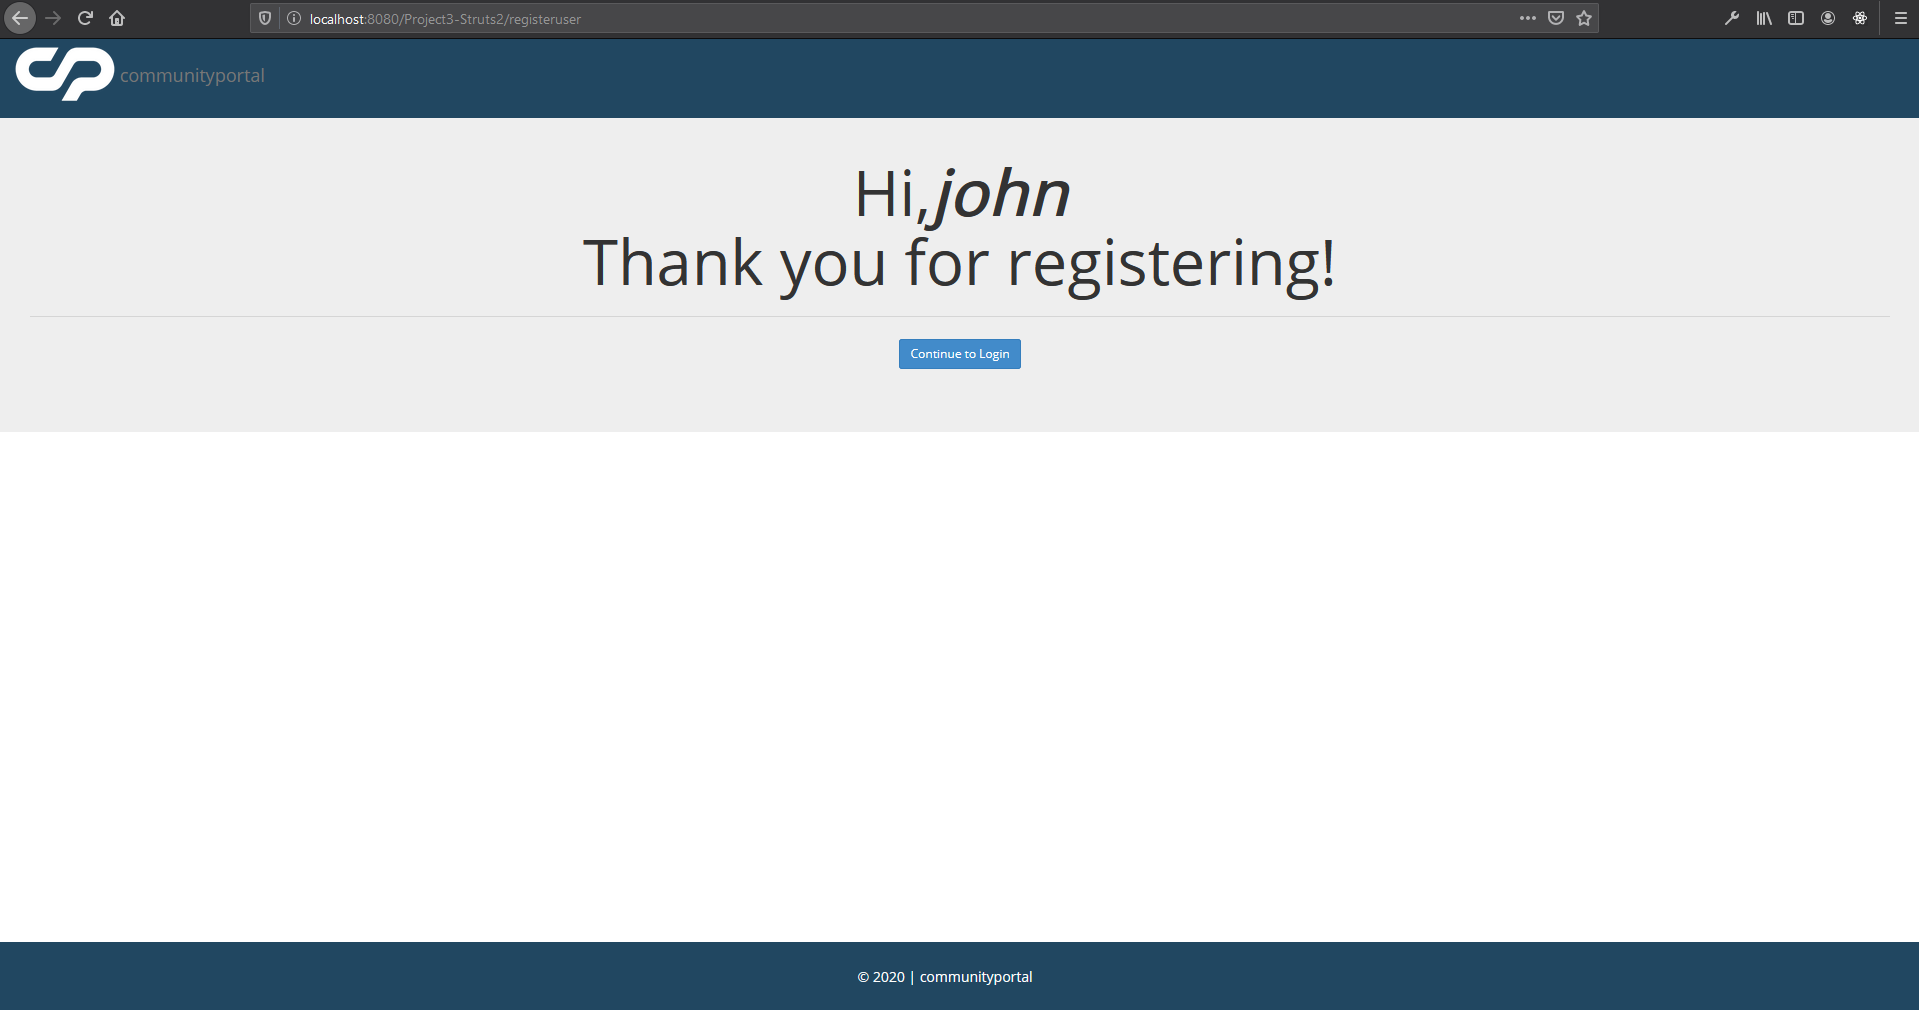 localhost:8080/Project3-Struts2/registeruser
communityportal
Hi,john
Thank you for registering!
Continue to Login
© 2020 | communityportal